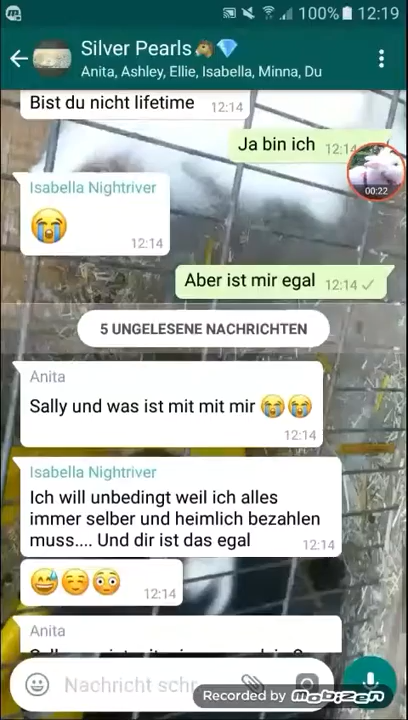 100% 12:19
Silver Pearls
Anita, Ashley, Ellie, Isabella, Minna, Du
Bist du nicht lifetime 12:14
Ja bin ich 12:14
00:22
Isabella Nightriver
12:14
Aber ist mir egal 12:14
5 UNGELESENE NACHRICHTEN
Anita
Sally und was ist mit mit mir
12:14
Isabella Nightriver
Ich will unbedingt weil ich alles
immer selber und heimlich bezahlen
muss.... Und dir ist das egal 12:14
12:14
Anita
Nachricht schr
Recorded by mobizen